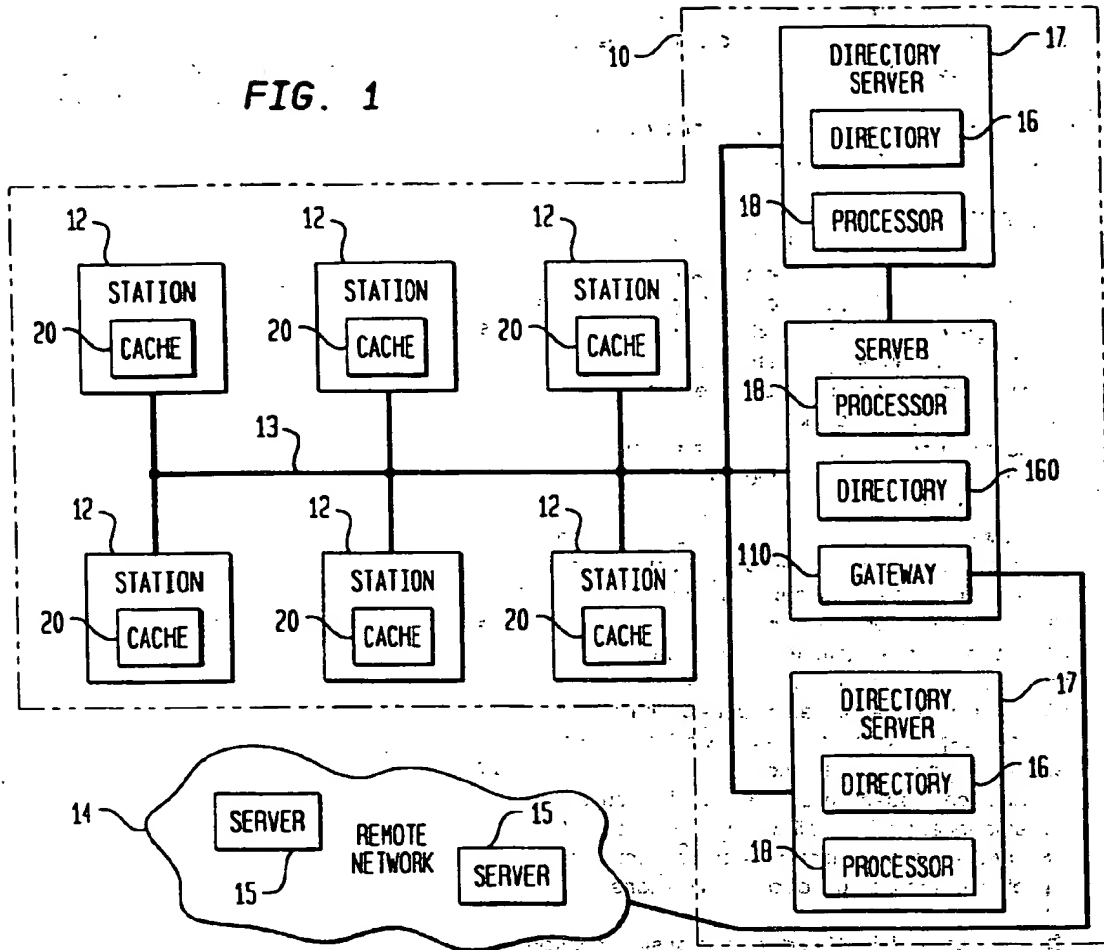 FIG. 1
10
17
DIRECTORY
SERVER
DIRECTORY
16
18
PROCESSOR
12
STATION
20
CACHE
12
STATION
20
CACHE
12
STATION
20
CACHE
SERVER
18
PROCESSOR
DIRECTORY
160
110
GATEWAY
13
12
STATION
20
CACHE
12
STATION
20
CACHE
12
STATION
20
CACHE
17
DIRECTORY
SERVER
DIRECTORY
16
18
PROCESSOR
14
SERVER
15
REMOTE
NETWORK
15
SERVER